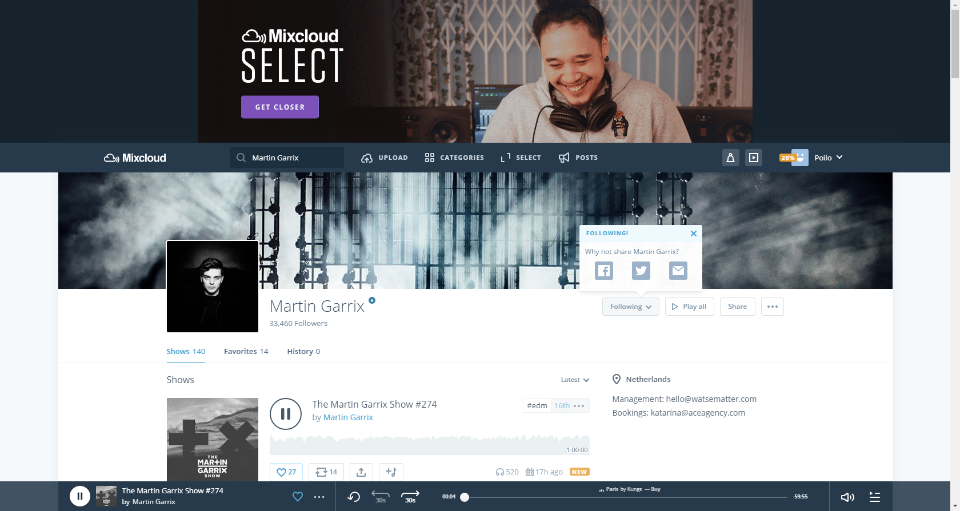 Mixcloud
SELECT
GET CLOSER
Mixcloud
Martin Garrix
UPLOAD
CATEGORIES
SELECT
POSTS
20%
Poilo
FOLLOWING!
Why not share Martin Garrix?
Martin Garrix
33,460 Followers
Following
Play all
Share
Shows 140
Favorites 14
History 0
Shows
Latest
Netherlands
Management: hello@watsematter.com
Bookings: katarina@aceagency.com
THE
MARTIN
GARRIX
SHOW
The Martin Garrix Show #274
by Martin Garrix
#edm 16th
1:00:00
27
14
520
17h ago
NEW
The Martin Garrix Show #274
by Martin Garrix
30s
30s
00:04
Paris by Kungs — Buy
-59:55